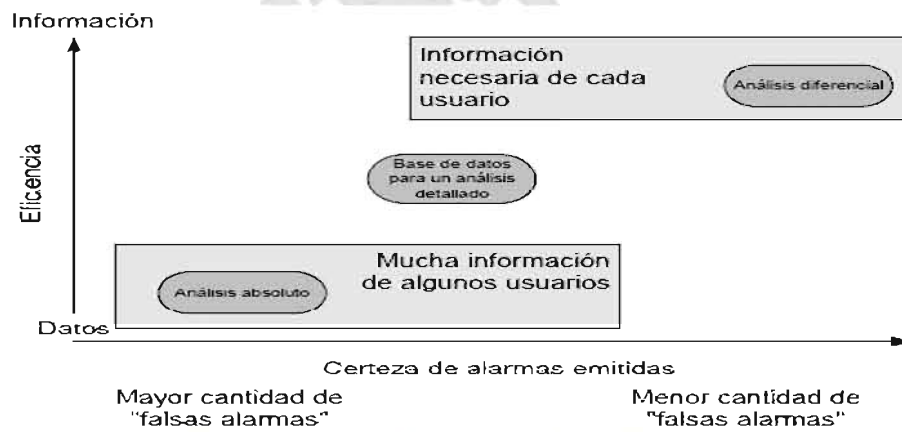 Información
Información
necesaria de cada
usuario
Análisis diferencial
Eficencia
Base de datos
para un análisis
detallado
Mucha información
de algunos usuarios
Análisis absoluto
Datos
Certeza de alarmas emitidas
Mayor cantidad de
"falsas alarmas"
Menor cantidad de
"falsas alarmas"